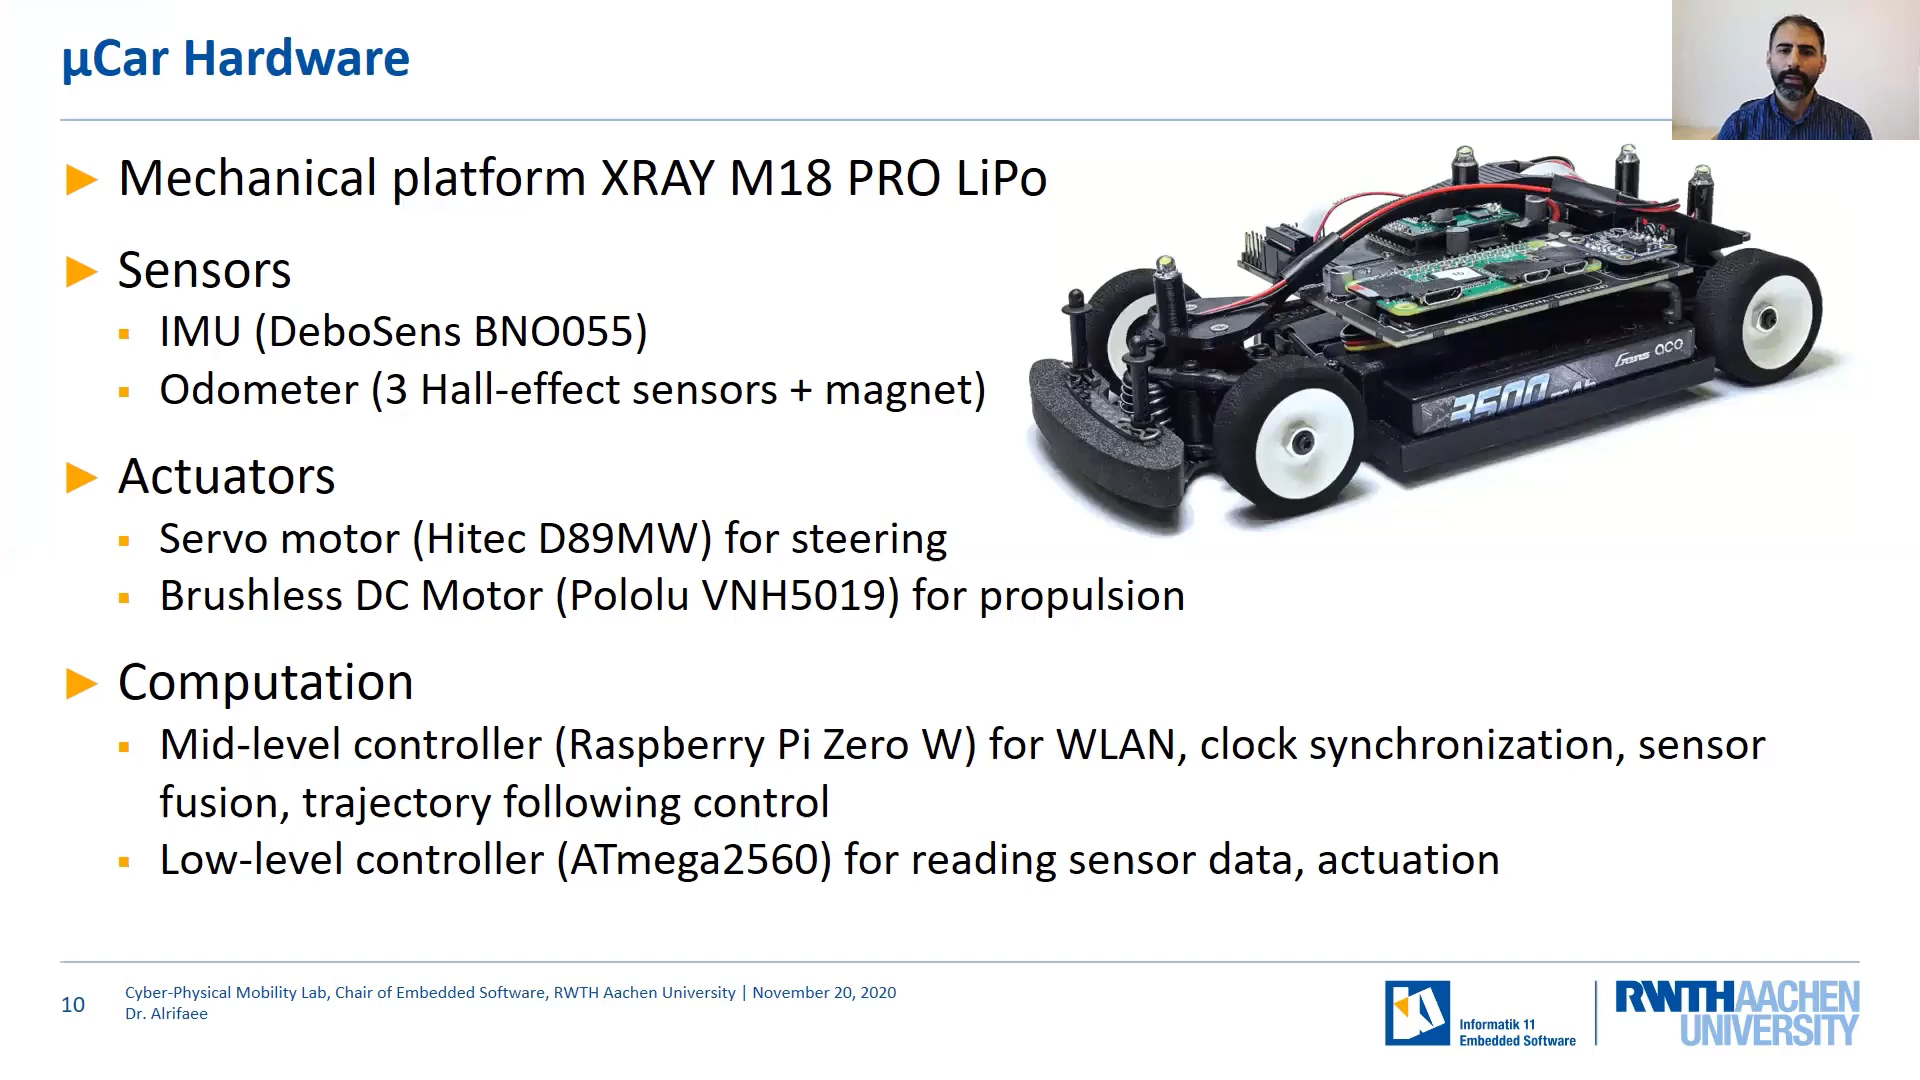 µCar Hardware
Mechanical platform XRAY M18 PRO LiPo
Sensors
IMU (DeboSens BNO055)
Odometer (3 Hall-effect sensors + magnet)
Actuators
Servo motor (Hitec D89MW) for steering
Brushless DC Motor (Pololu VNH5019) for propulsion
Computation
Mid-level controller (Raspberry Pi Zero W) for WLAN, clock synchronization, sensor
fusion, trajectory following control
Low-level controller (ATmega2560) for reading sensor data, actuation
Gens ace
3500 mAh
10
Cyber-Physical Mobility Lab, Chair of Embedded Software, RWTH Aachen University | November 20, 2020
Dr. Alrifaee
Informatik 11
Embedded Software
RWTH AACHEN
UNIVERSITY